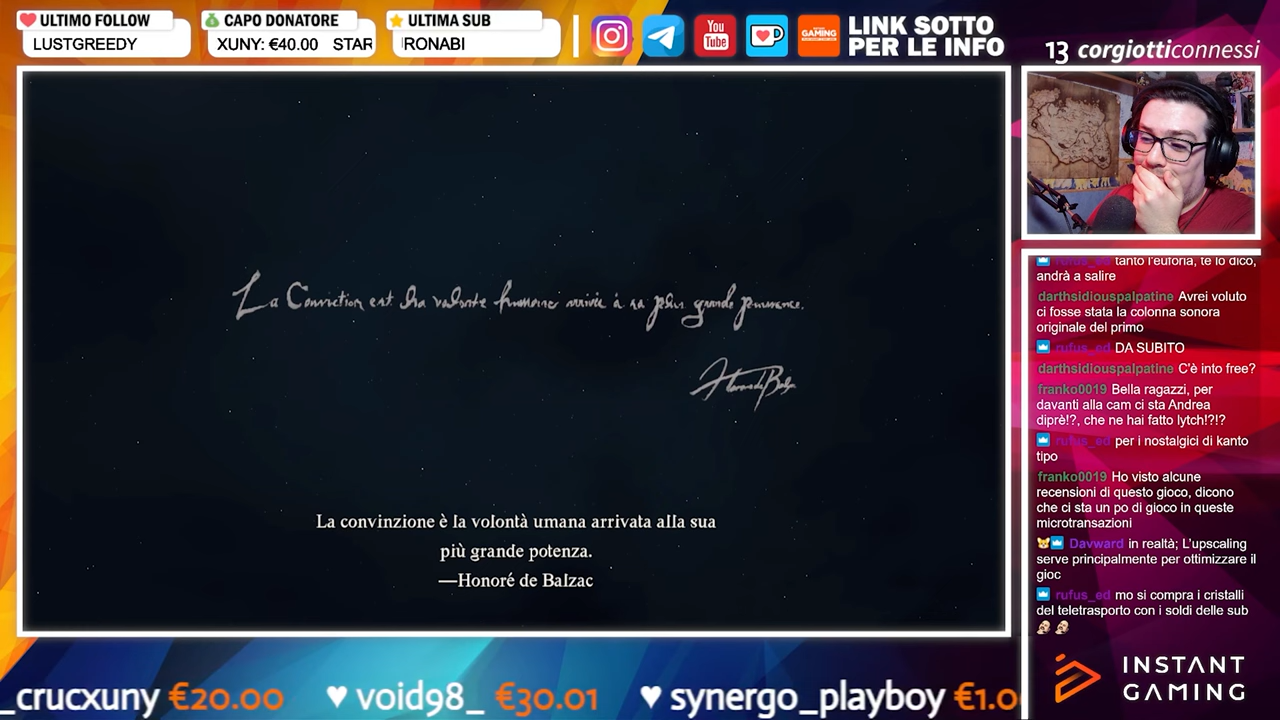 ULTIMO FOLLOW
LUSTGREEDY
CAPO DONATORE
XUNY: €40.00 STAR
ULTIMA SUB
RONABI
You
Tube
GAMING
LINK SOTTO
PER LE INFO
13 corgiotticonnessi
La Conviction est la volonté humaine arrivée à sa plus grande puissance.
La convinzione è la volontà umana arrivata alla sua
più grande potenza.
—Honoré de Balzac
rufus_ed tanto l'euforia, te lo dico,
andrà a salire
darthsidiouspalpatine Avrei voluto
ci fosse stata la colonna sonora
originale del primo
rufus_ed DA SUBITO
darthsidiouspalpatine C'è into free?
franko0019 Bella ragazzi, per
davanti alla cam ci sta Andrea
diprè!?, che ne hai fatto lytch!?!?
rufus_ed per i nostalgici di kanto
tipo
franko0019 Ho visto alcune
recensioni di questo gioco, dicono
che ci sta un po di gioco in queste
microtransazioni
Davward in realtà; L'upscaling
serve principalmente per ottimizzare il
gioc
rufus_ed mo si compra i cristalli
del teletrasporto con i soldi delle sub
INSTANT
GAMING
_crucxuny €20.00 ♥ void98_ €30.01 ♥ synergo_playboy €1.0